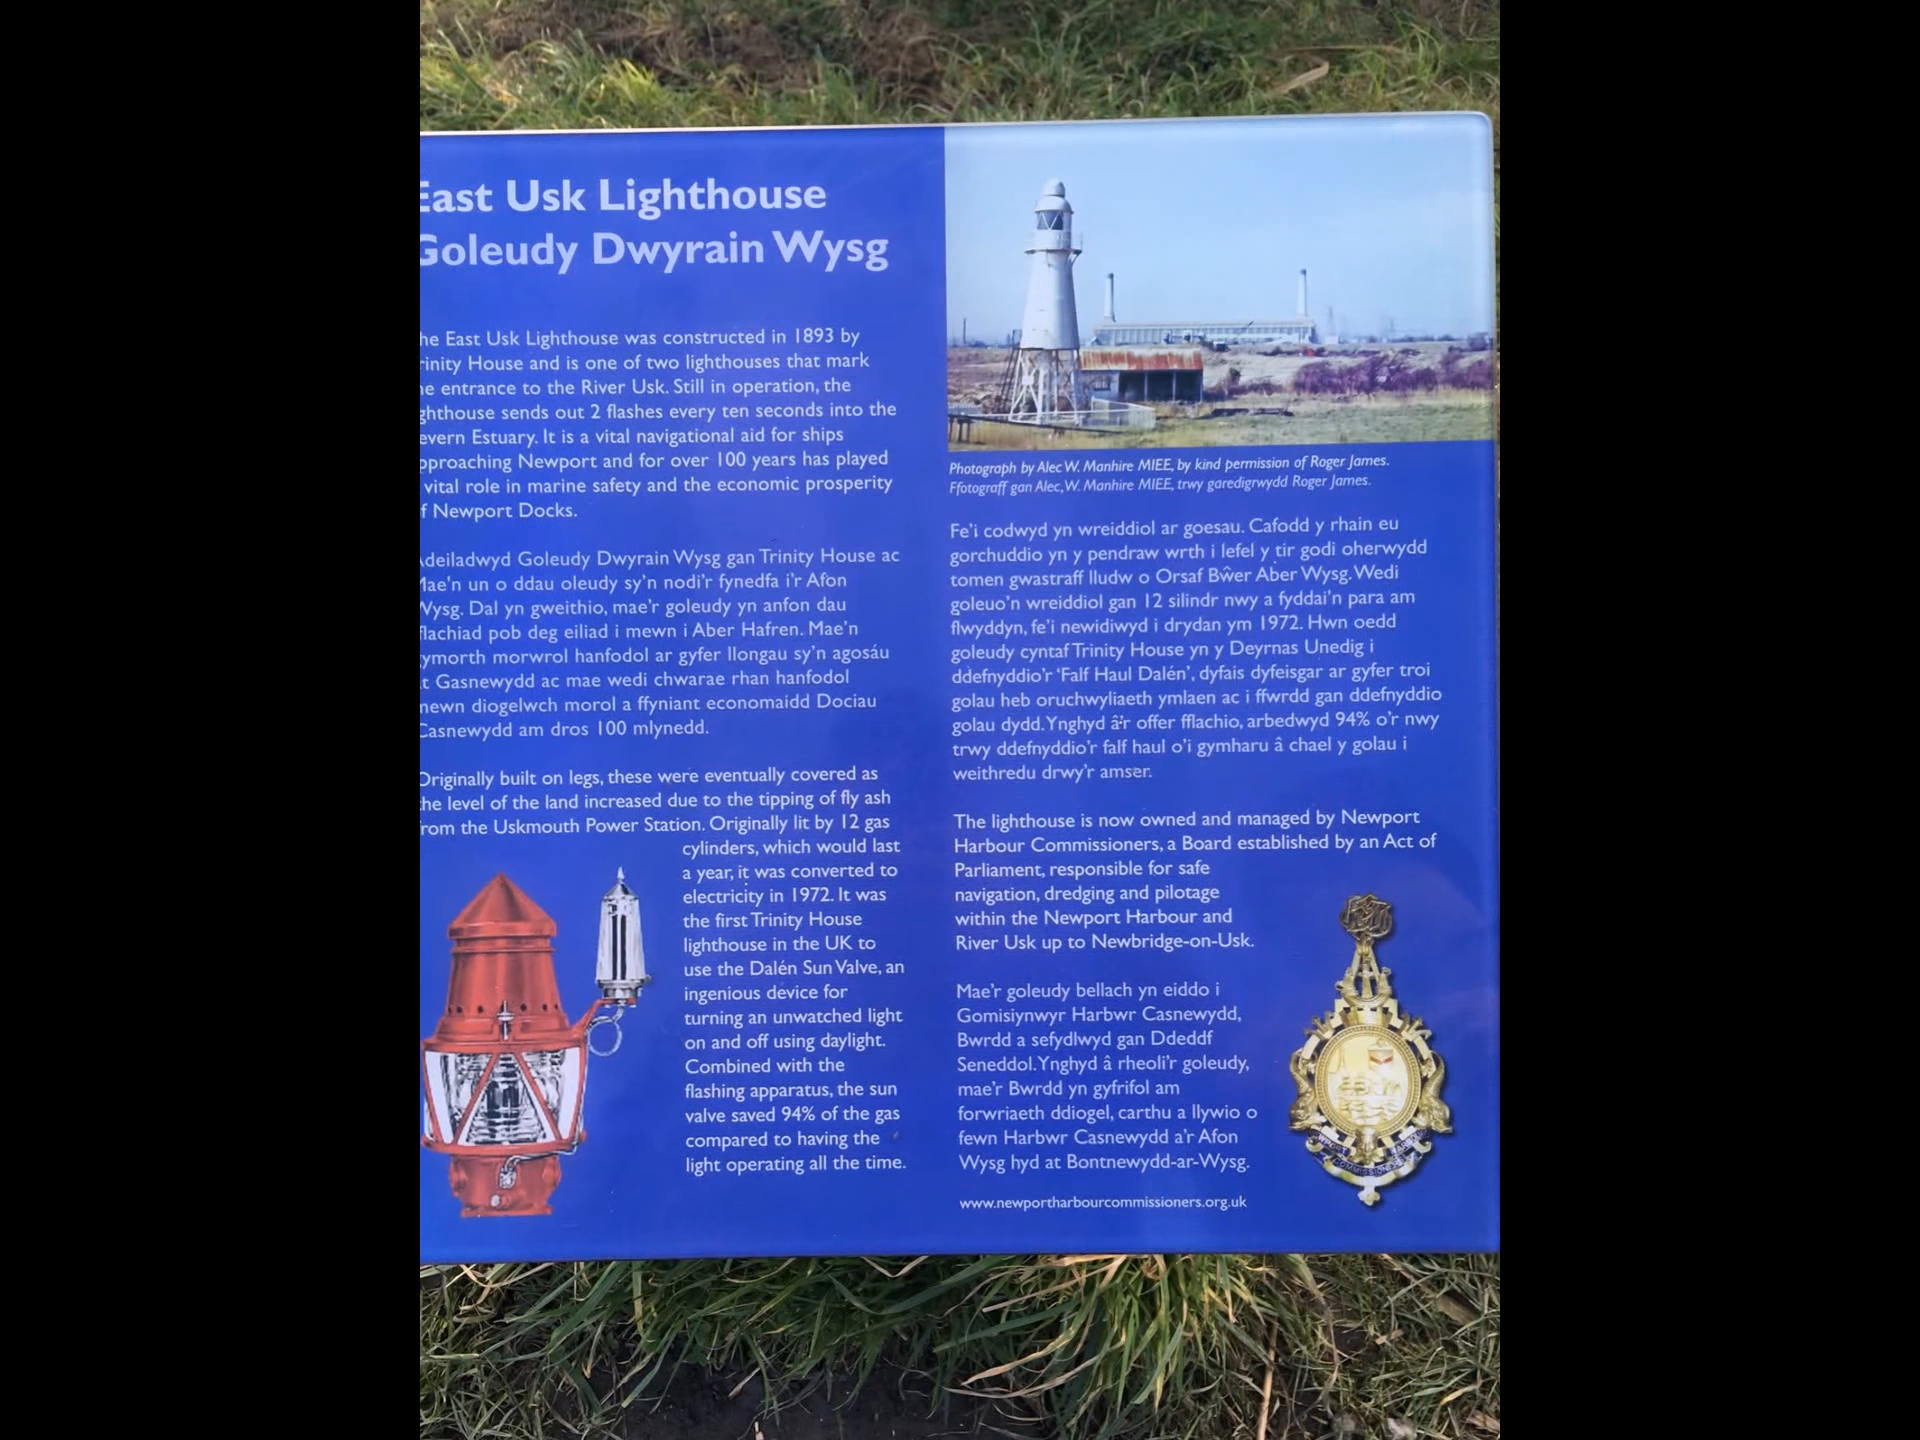 East Usk Lighthouse
Goleudy Dwyrain Wysg
he East Usk Lighthouse was constructed in 1893 by
rinity House and is one of two lighthouses that mark
e entrance to the River Usk. Still in operation, the
ghthouse sends out 2 flashes every ten seconds into the
evern Estuary. It is a vital navigational aid for ships
pproaching Newport and for over 100 years has played
vital role in marine safety and the economic prosperity
f Newport Docks.
deiladwyd Goleudy Dwyrain Wysg gan Trinity House ac
Mae'n un o ddau oleudy sy'n nodi'r fynedfa i'r Afon
Wysg. Dal yn gweithio, mae'r goleudy yn anfon dau
flachiad pob deg eiliad i mewn i Aber Hafren. Mae'n
ymorth morwrol hanfodol ar gyfer llongau sy'n agosáu
t Gasnewydd ac mae wedi chwarae rhan hanfodol
mewn diogelwch morol a ffyniant economaidd Dociau
Casnewydd am dros 100 mlynedd.
Originally built on legs, these were eventually covered as
the level of the land increased due to the tipping of fly ash
from the Uskmouth Power Station. Originally lit by 12 gas
cylinders, which would last
a year, it was converted to
electricity in 1972. It was
the first Trinity House
lighthouse in the UK to
use the Dalén Sun Valve, an
ingenious device for
turning an unwatched light
on and off using daylight.
Combined with the
flashing apparatus, the sun
valve saved 94% of the gas
compared to having the
light operating all the time.
Photograph by Alec W. Manhire MIEE, by kind permission of Roger James.
Ffotograff gan Alec,W. Manhire MIEE, trwy garedigrwydd Roger James.
Fe'i codwyd yn wreiddiol ar goesau. Cafodd y rhain eu
gorchuddio yn y pendraw wrth i lefel y tir godi oherwydd
tomen gwastraff lludw o Orsaf Bŵer Aber Wysg. Wedi
goleuo'n wreiddiol gan 12 silindr nwy a fyddai'n para am
flwyddyn, fe'i newidiwyd i drydan ym 1972. Hwn oedd
goleudy cyntaf Trinity House yn y Deyrnas Unedig i
ddefnyddio'r 'Falf Haul Dalén', dyfais dyfeisgar ar gyfer troi
golau heb oruchwyliaeth ymlaen ac i ffwrdd gan ddefnyddio
golau dydd. Ynghyd â'r offer fflachio, arbedwyd 94% o'r nwy
trwy ddefnyddio'r falf haul o'i gymharu â chael y golau i
weithredu drwy'r amser.
The lighthouse is now owned and managed by Newport
Harbour Commissioners, a Board established by an Act of
Parliament, responsible for safe
navigation, dredging and pilotage
within the Newport Harbour and
River Usk up to Newbridge-on-Usk.
Mae'r goleudy bellach yn eiddo i
Gomisiynwyr Harbwr Casnewydd,
Bwrdd a sefydlwyd gan Ddeddf
Seneddol. Ynghyd â rheoli'r goleudy,
mae'r Bwrdd yn gyfrifol am
forwriaeth ddiogel, carthu a llywio o
fewn Harbwr Casnewydd a'r Afon
Wysg hyd at Bontnewydd-ar-Wysg.
www.newportharbourcommissioners.org.uk